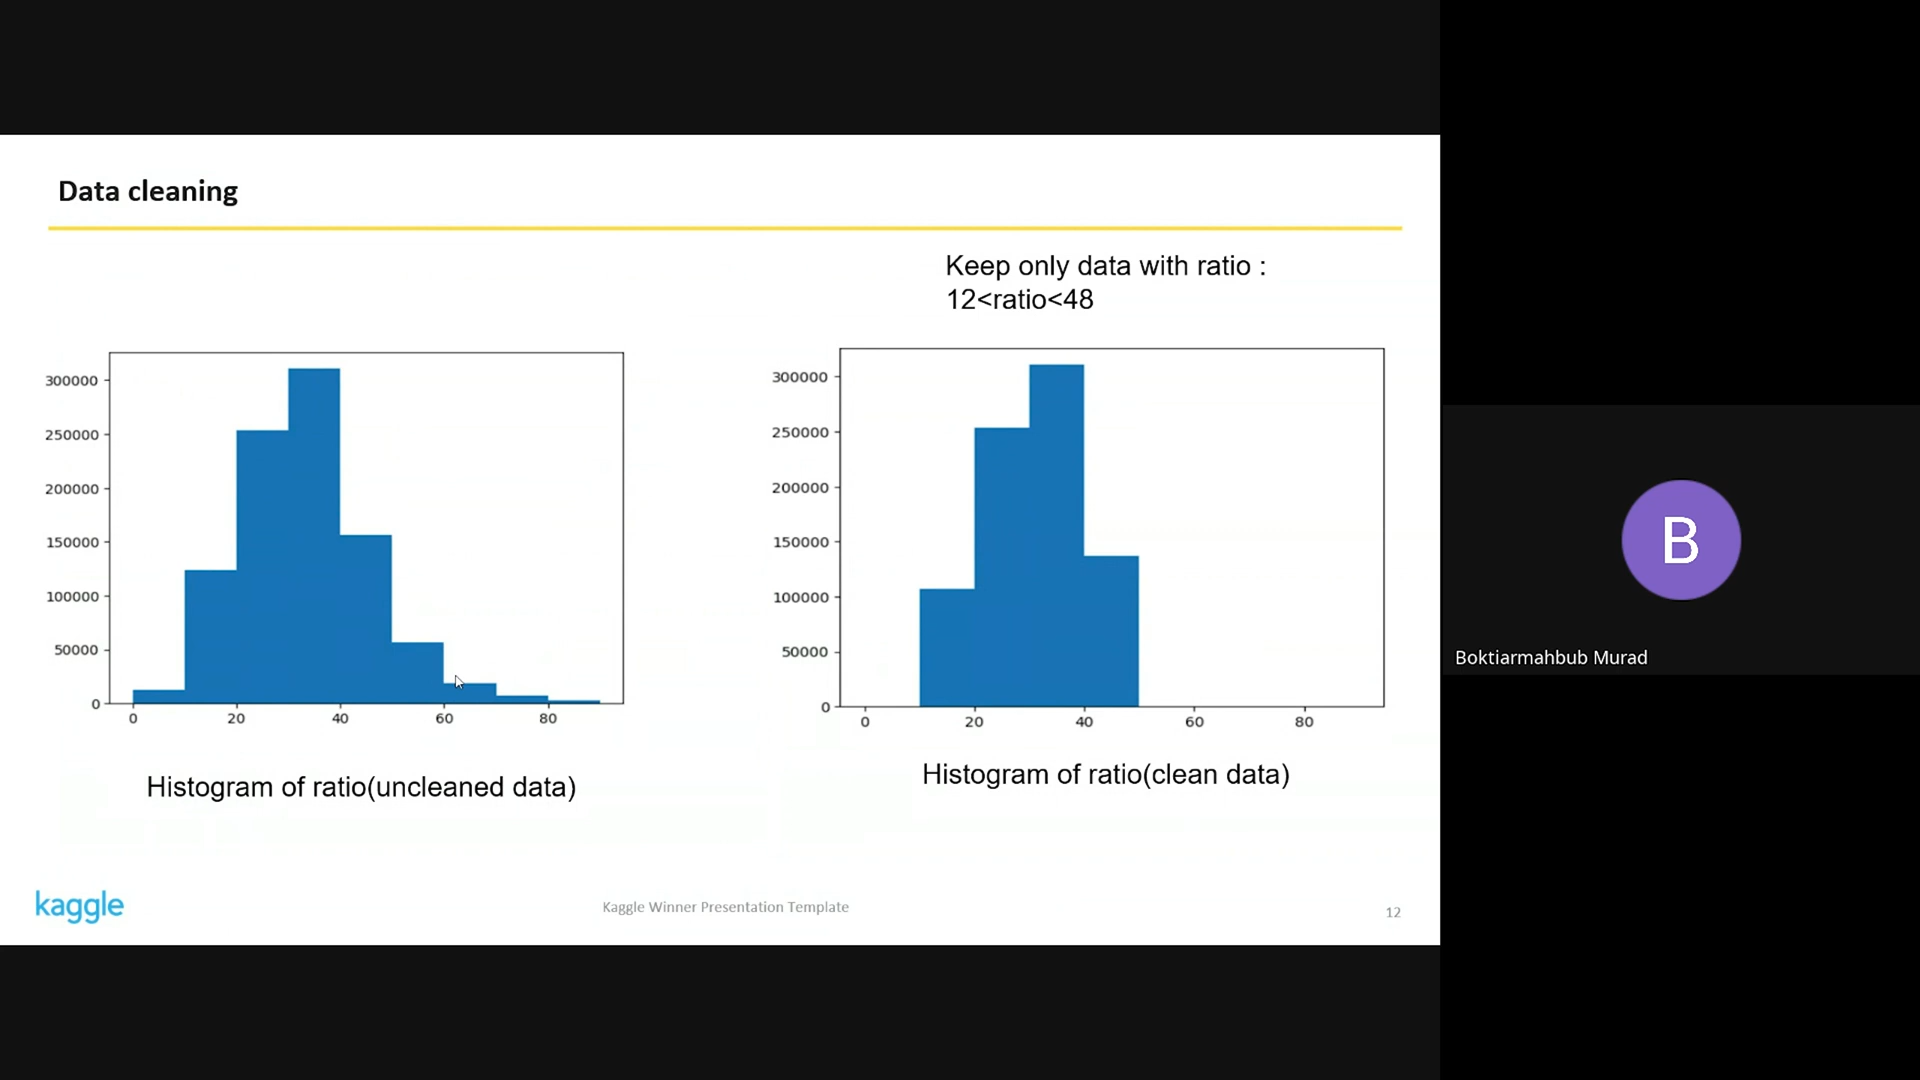 Data cleaning
Keep only data with ratio :
12<ratio<48
300000
250000
200000
150000
100000
50000
0
0 20 40 60 80
Histogram of ratio(uncleaned data)
300000
250000
200000
150000
100000
50000
0
0 20 40 60 80
Histogram of ratio(clean data)
kaggle
Kaggle Winner Presentation Template
12
B
Boktiarmahbub Murad